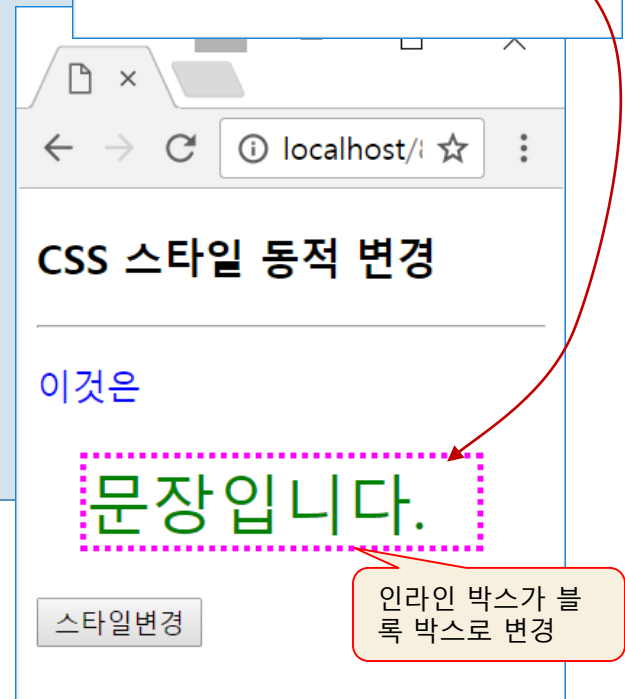 localhost/
CSS 스타일 동적 변경
이것은
문장입니다.
인라인 박스가 블
록 박스로 변경
스타일변경